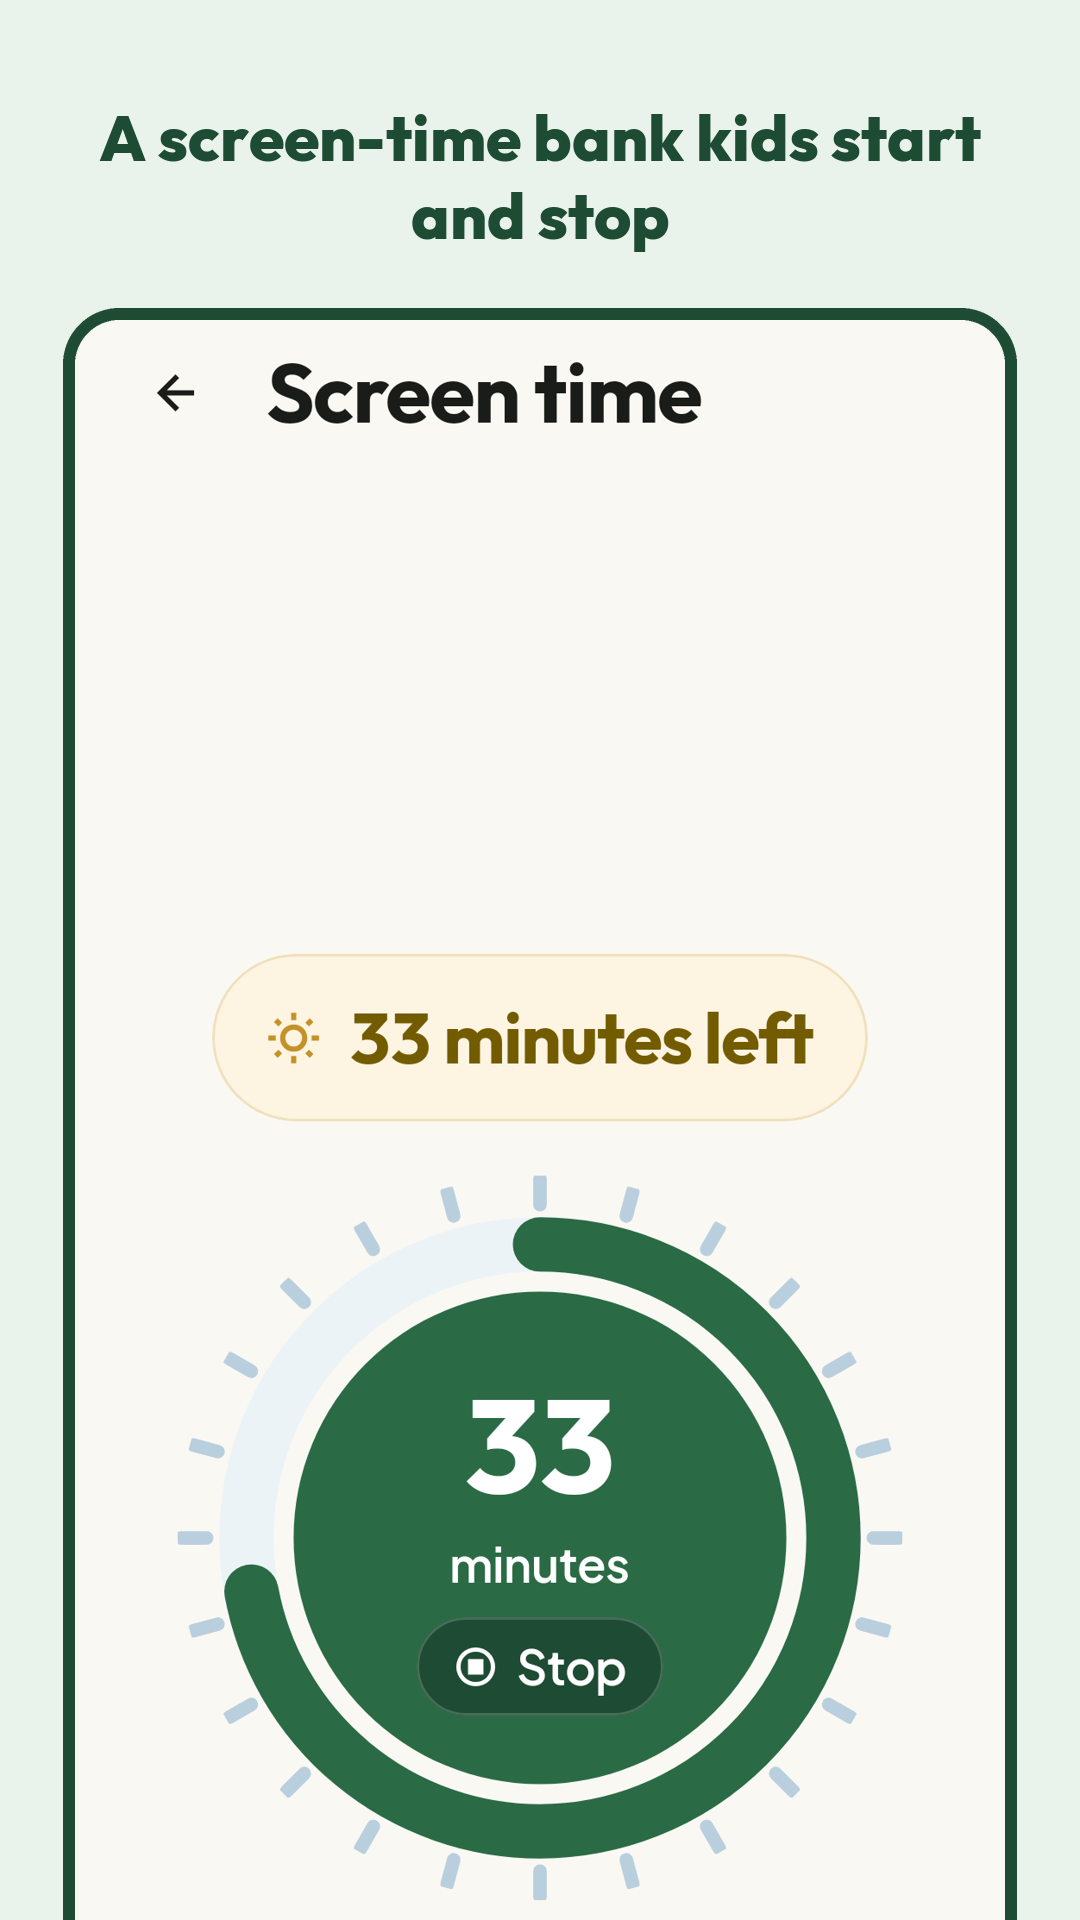 A screen-time bank kids start
and stop
Screen time
33 minutes left
33
minutes
Stop